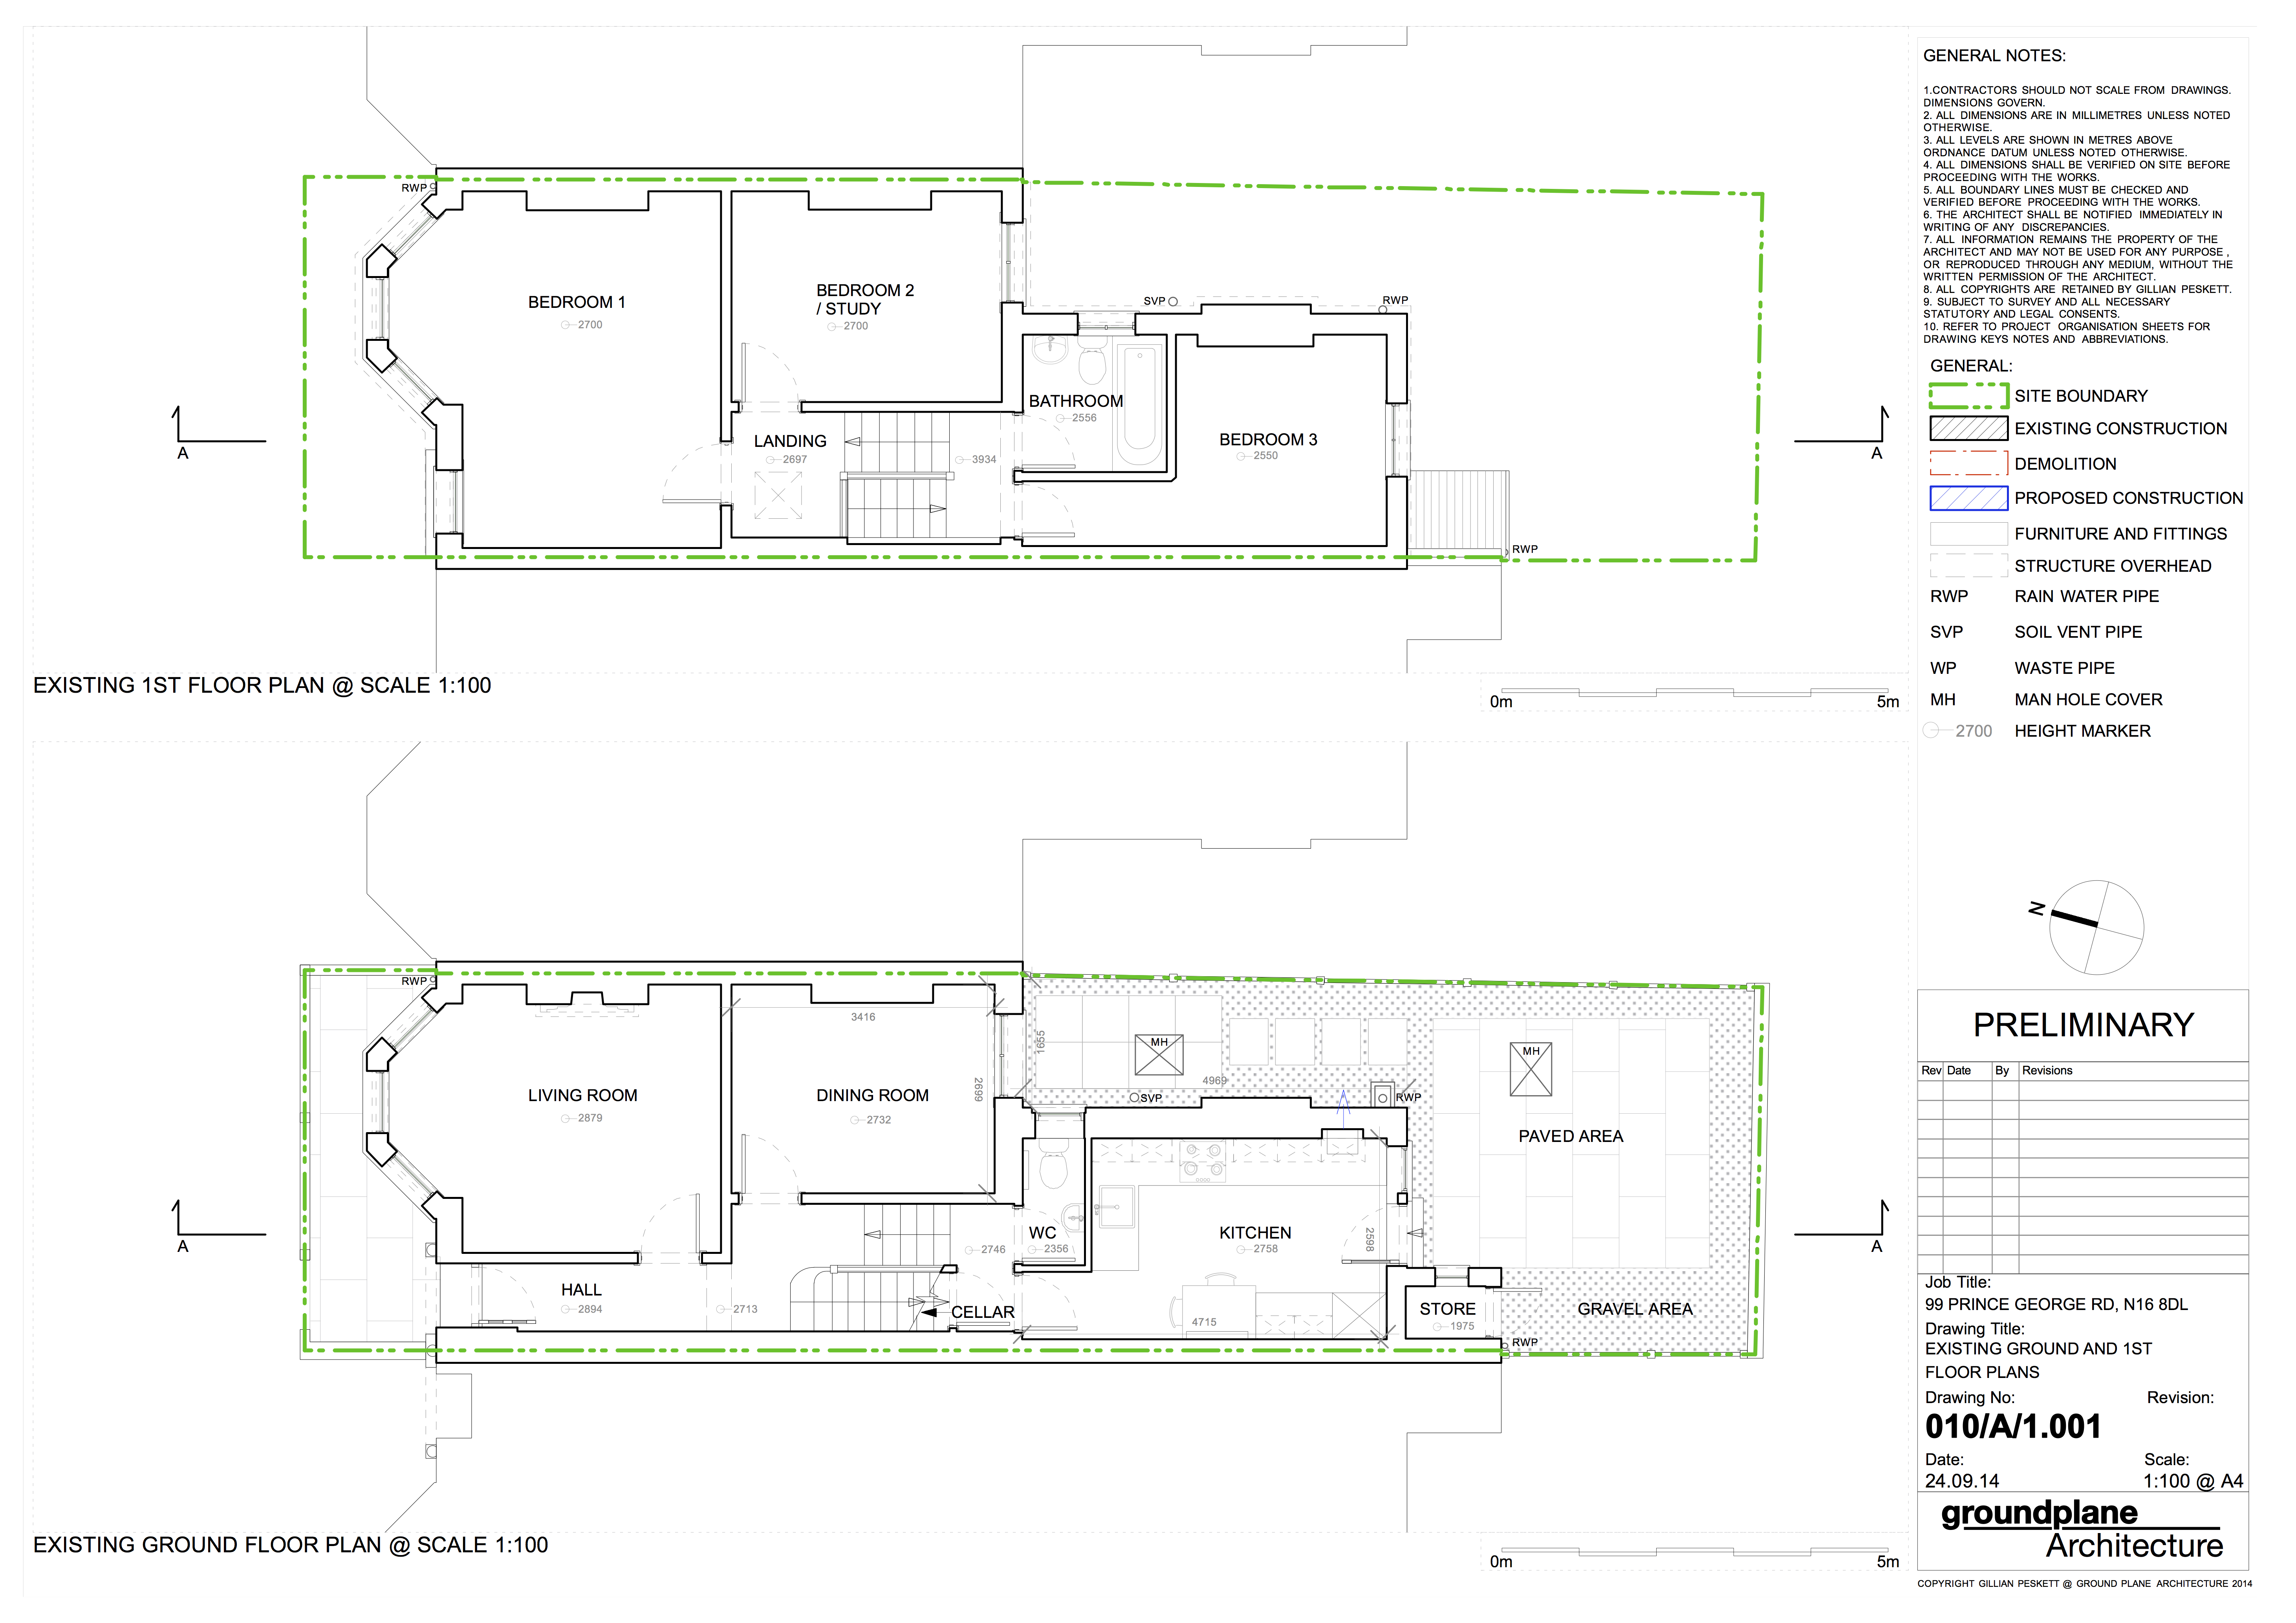 RWP
BEDROOM 1
2700
BEDROOM 2
/ STUDY
2700
SVP
RWP
BATHROOM
2556
BEDROOM 3
2550
LANDING
2697
3934
A
A
RWP
EXISTING 1ST FLOOR PLAN @ SCALE 1:100
0m
5m
RWP
3416
1655
MH
MH
4969
LIVING ROOM
2879
DINING ROOM
2732
2699
SVP
RWP
PAVED AREA
A
WC
2356
KITCHEN
2758
2598
A
2746
HALL
2894
2713
CELLAR
4715
STORE
1975
GRAVEL AREA
RWP
EXISTING GROUND FLOOR PLAN @ SCALE 1:100
0m
5m
GENERAL NOTES:
1.CONTRACTORS SHOULD NOT SCALE FROM DRAWINGS.
DIMENSIONS GOVERN.
2. ALL DIMENSIONS ARE IN MILLIMETRES UNLESS NOTED
OTHERWISE.
3. ALL LEVELS ARE SHOWN IN METRES ABOVE
ORDNANCE DATUM UNLESS NOTED OTHERWISE.
4. ALL DIMENSIONS SHALL BE VERIFIED ON SITE BEFORE
PROCEEDING WITH THE WORKS.
5. ALL BOUNDARY LINES MUST BE CHECKED AND
VERIFIED BEFORE PROCEEDING WITH THE WORKS.
6. THE ARCHITECT SHALL BE NOTIFIED IMMEDIATELY IN
WRITING OF ANY DISCREPANCIES.
7. ALL INFORMATION REMAINS THE PROPERTY OF THE
ARCHITECT AND MAY NOT BE USED FOR ANY PURPOSE ,
OR REPRODUCED THROUGH ANY MEDIUM, WITHOUT THE
WRITTEN PERMISSION OF THE ARCHITECT.
8. ALL COPYRIGHTS ARE RETAINED BY GILLIAN PESKETT.
9. SUBJECT TO SURVEY AND ALL NECESSARY
STATUTORY AND LEGAL CONSENTS.
10. REFER TO PROJECT ORGANISATION SHEETS FOR
DRAWING KEYS NOTES AND ABBREVIATIONS.
GENERAL:
SITE BOUNDARY
EXISTING CONSTRUCTION
DEMOLITION
PROPOSED CONSTRUCTION
FURNITURE AND FITTINGS
STRUCTURE OVERHEAD
RWP RAIN WATER PIPE
SVP SOIL VENT PIPE
WP WASTE PIPE
MH MAN HOLE COVER
2700 HEIGHT MARKER
N
PRELIMINARY
Rev Date By Revisions
Job Title:
99 PRINCE GEORGE RD, N16 8DL
Drawing Title:
EXISTING GROUND AND 1ST
FLOOR PLANS
Drawing No: Revision:
010/A/1.001
Date: Scale:
24.09.14 1:100 @ A4
groundplane
Architecture
COPYRIGHT GILLIAN PESKETT @ GROUND PLANE ARCHITECTURE 2014